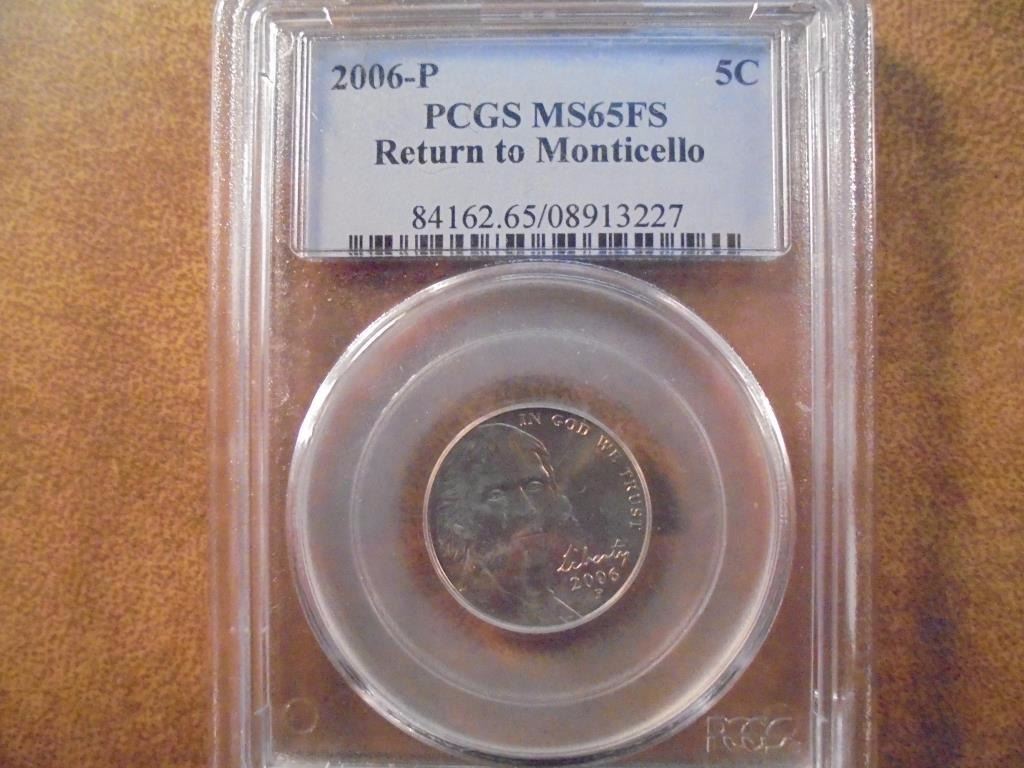 2006-P 5C
PCGS MS65FS
Return to Monticello
84162.65/08913227
IN GOD WE TRUST
Liberty
2006
P
PCGS